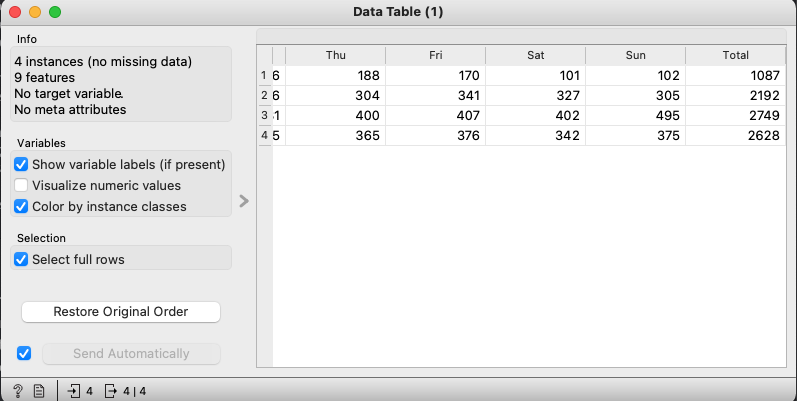 Data Table (1)
Info
4 instances (no missing data)
9 features
No target variable.
No meta attributes
Variables
Show variable labels (if present)
Visualize numeric values
Color by instance classes
Selection
Select full rows
Restore Original Order
Send Automatically
Thu Fri Sat Sun Total
1 6 188 170 101 102 1087
2 6 304 341 327 305 2192
3 1 400 407 402 495 2749
4 5 365 376 342 375 2628
? 4 4 | 4